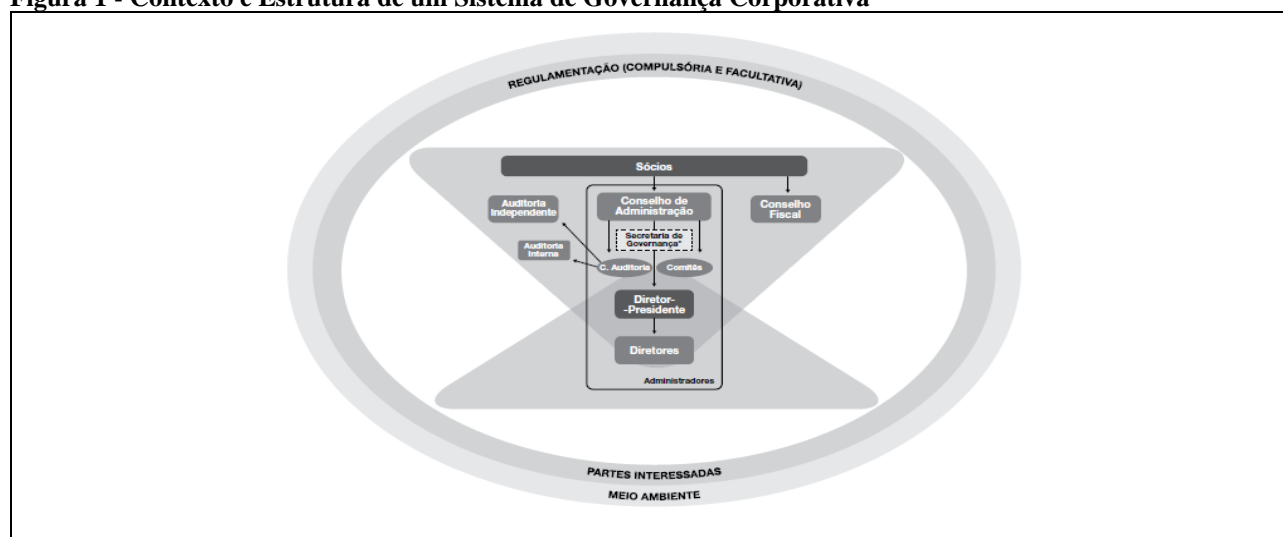 Figura 1 - Contexto e Estrutura de um Sistema de Governança Corporativa
REGULAMENTAÇÃO (COMPULSÓRIA E FACULTATIVA)
Sócios
Auditoria
Independente
Conselho de
Administração
Conselho
Fiscal
Secretaria de
Governança*
Auditoria
Interna
C. Auditoria
Comitês
Diretor-
-Presidente
Diretores
Administradores
PARTES INTERESSADAS
MEIO AMBIENTE